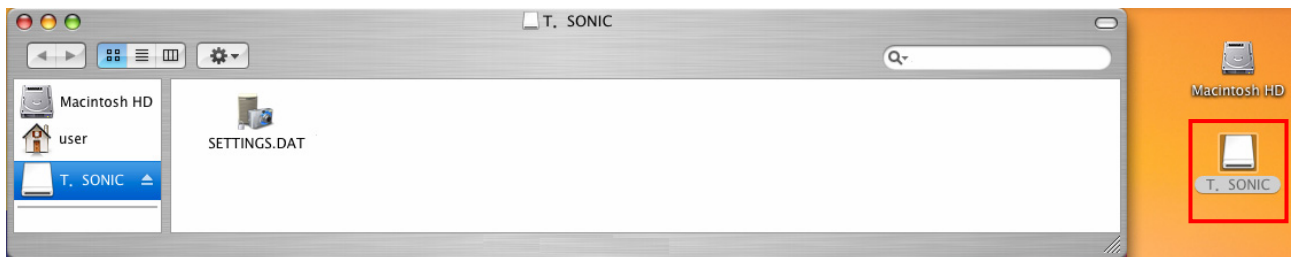 T. SONIC
Macintosh HD
user
T. SONIC
SETTINGS.DAT
Macintosh HD
T. SONIC